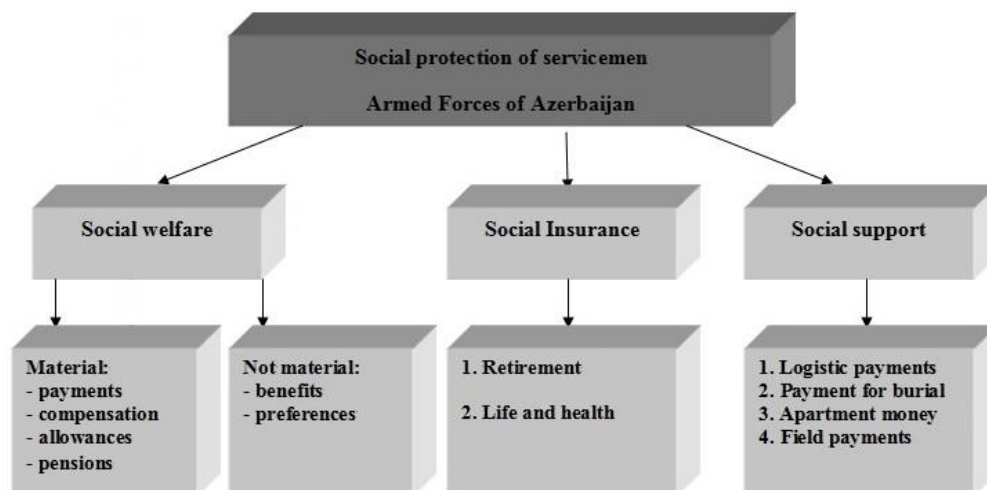 Social protection of servicemen
Armed Forces of Azerbaijan
Social welfare
Social Insurance
Social support
Material:
- payments
- compensation
- allowances
- pensions
Not material:
- benefits
- preferences
1. Retirement
2. Life and health
1. Logistic payments
2. Payment for burial
3. Apartment money
4. Field payments